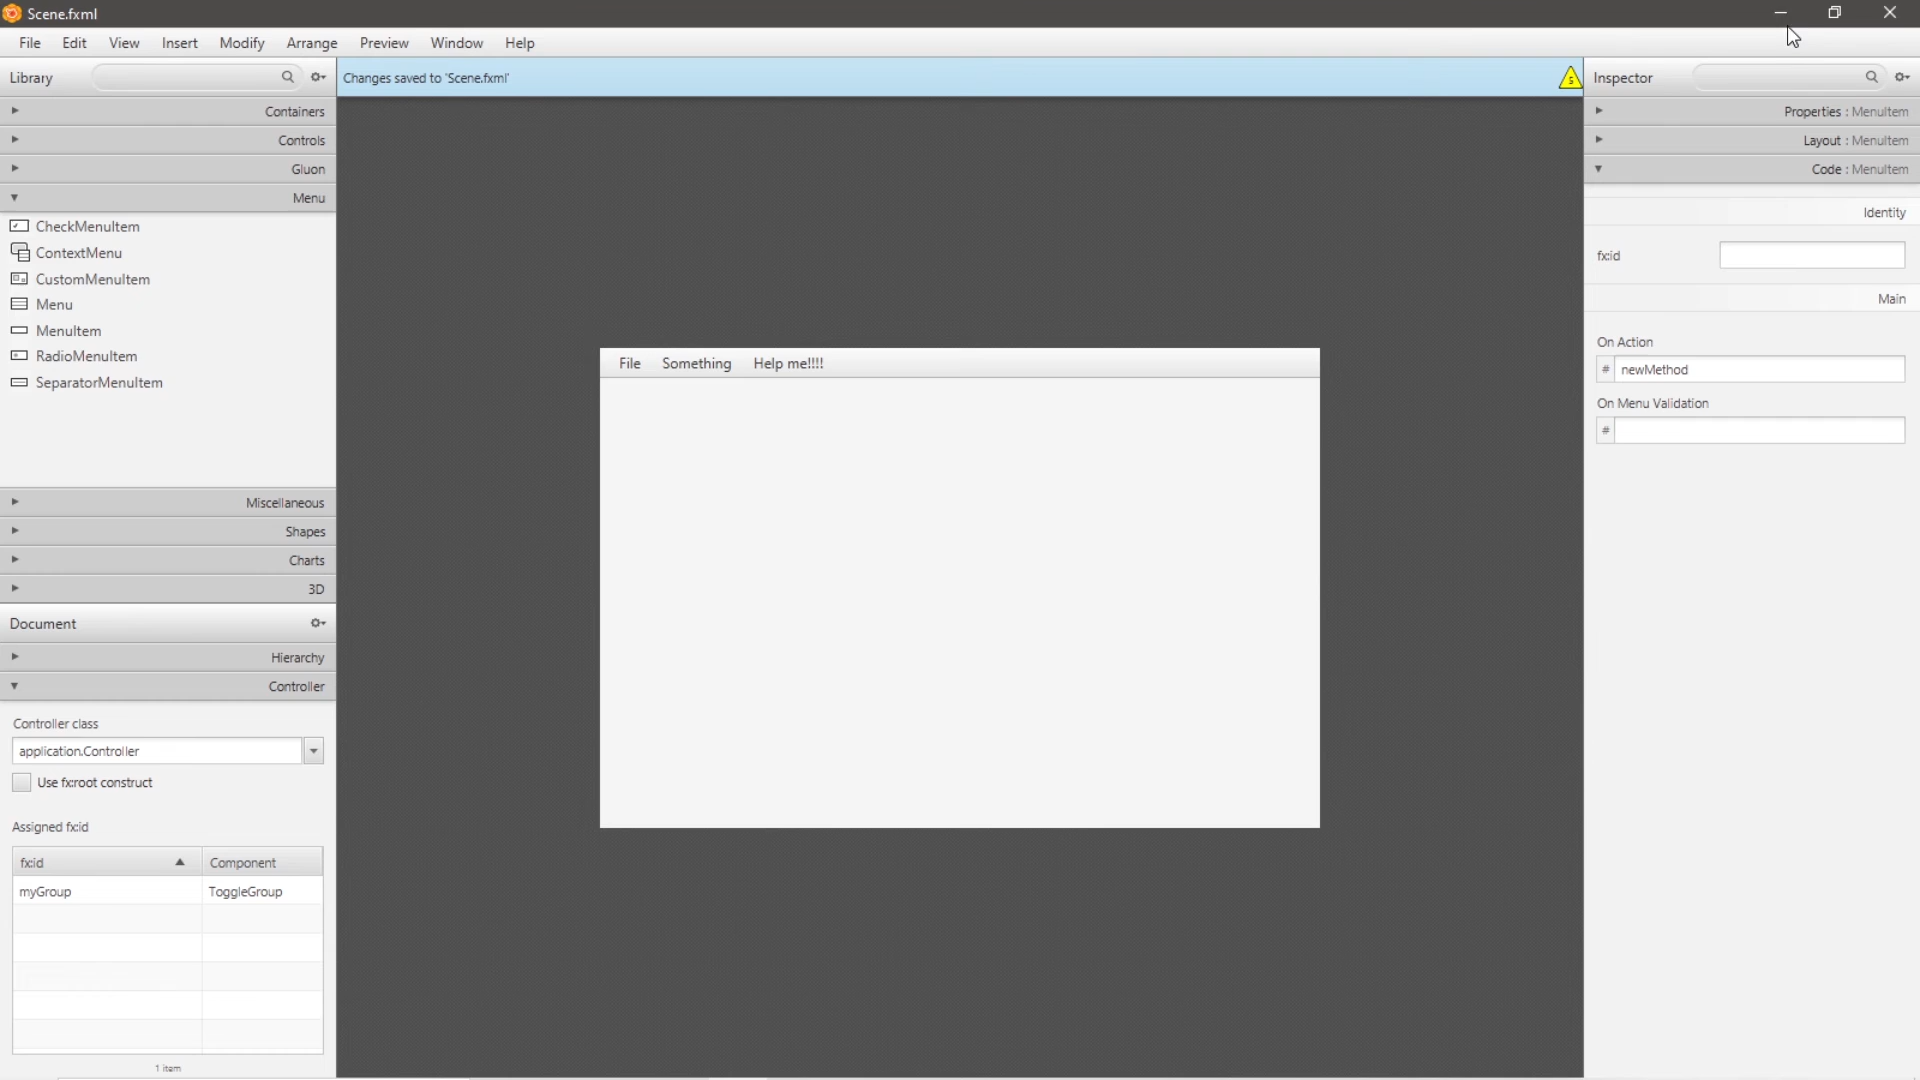 Scene.fxml
File Edit View Insert Modify Arrange Preview Window Help
Library
Changes saved to 'Scene.fxml'
5
Inspector
Containers
Controls
Gluon
Menu
CheckMenuItem
ContextMenu
CustomMenuItem
Menu
MenuItem
RadioMenuItem
SeparatorMenuItem
Miscellaneous
Shapes
Charts
3D
Document
Hierarchy
Controller
Controller class
application.Controller
Use fx:root construct
Assigned fx:id
fx:id Component
myGroup ToggleGroup
1 item
File Something Help me!!!!
Properties : MenuItem
Layout : MenuItem
Code : MenuItem
Identity
fx:id
Main
On Action
# newMethod
On Menu Validation
#